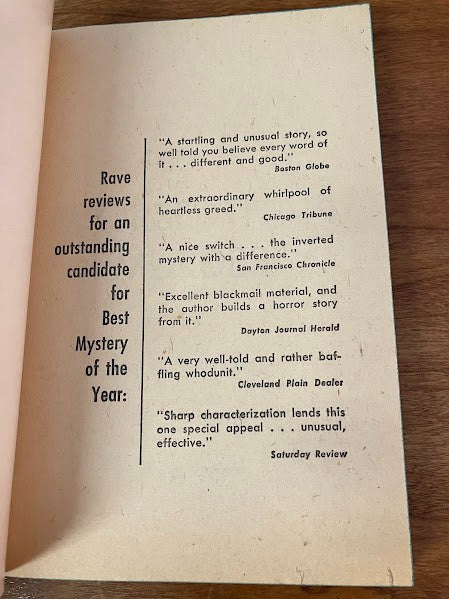 Rave
reviews
for an
outstanding
candidate
for
Best
Mystery
of the
Year:
"A startling and unusual story, so
well told you believe every word of
it . . . different and good."
Boston Globe
"An extraordinary whirlpool of
heartless greed."
Chicago Tribune
"A nice switch . . . the inverted
mystery with a difference."
San Francisco Chronicle
"Excellent blackmail material, and
the author builds a horror story
from it."
Dayton Journal Herald
"A very well-told and rather baf-
fling whodunit."
Cleveland Plain Dealer
"Sharp characterization lends this
one special appeal . . . unusual,
effective."
Saturday Review